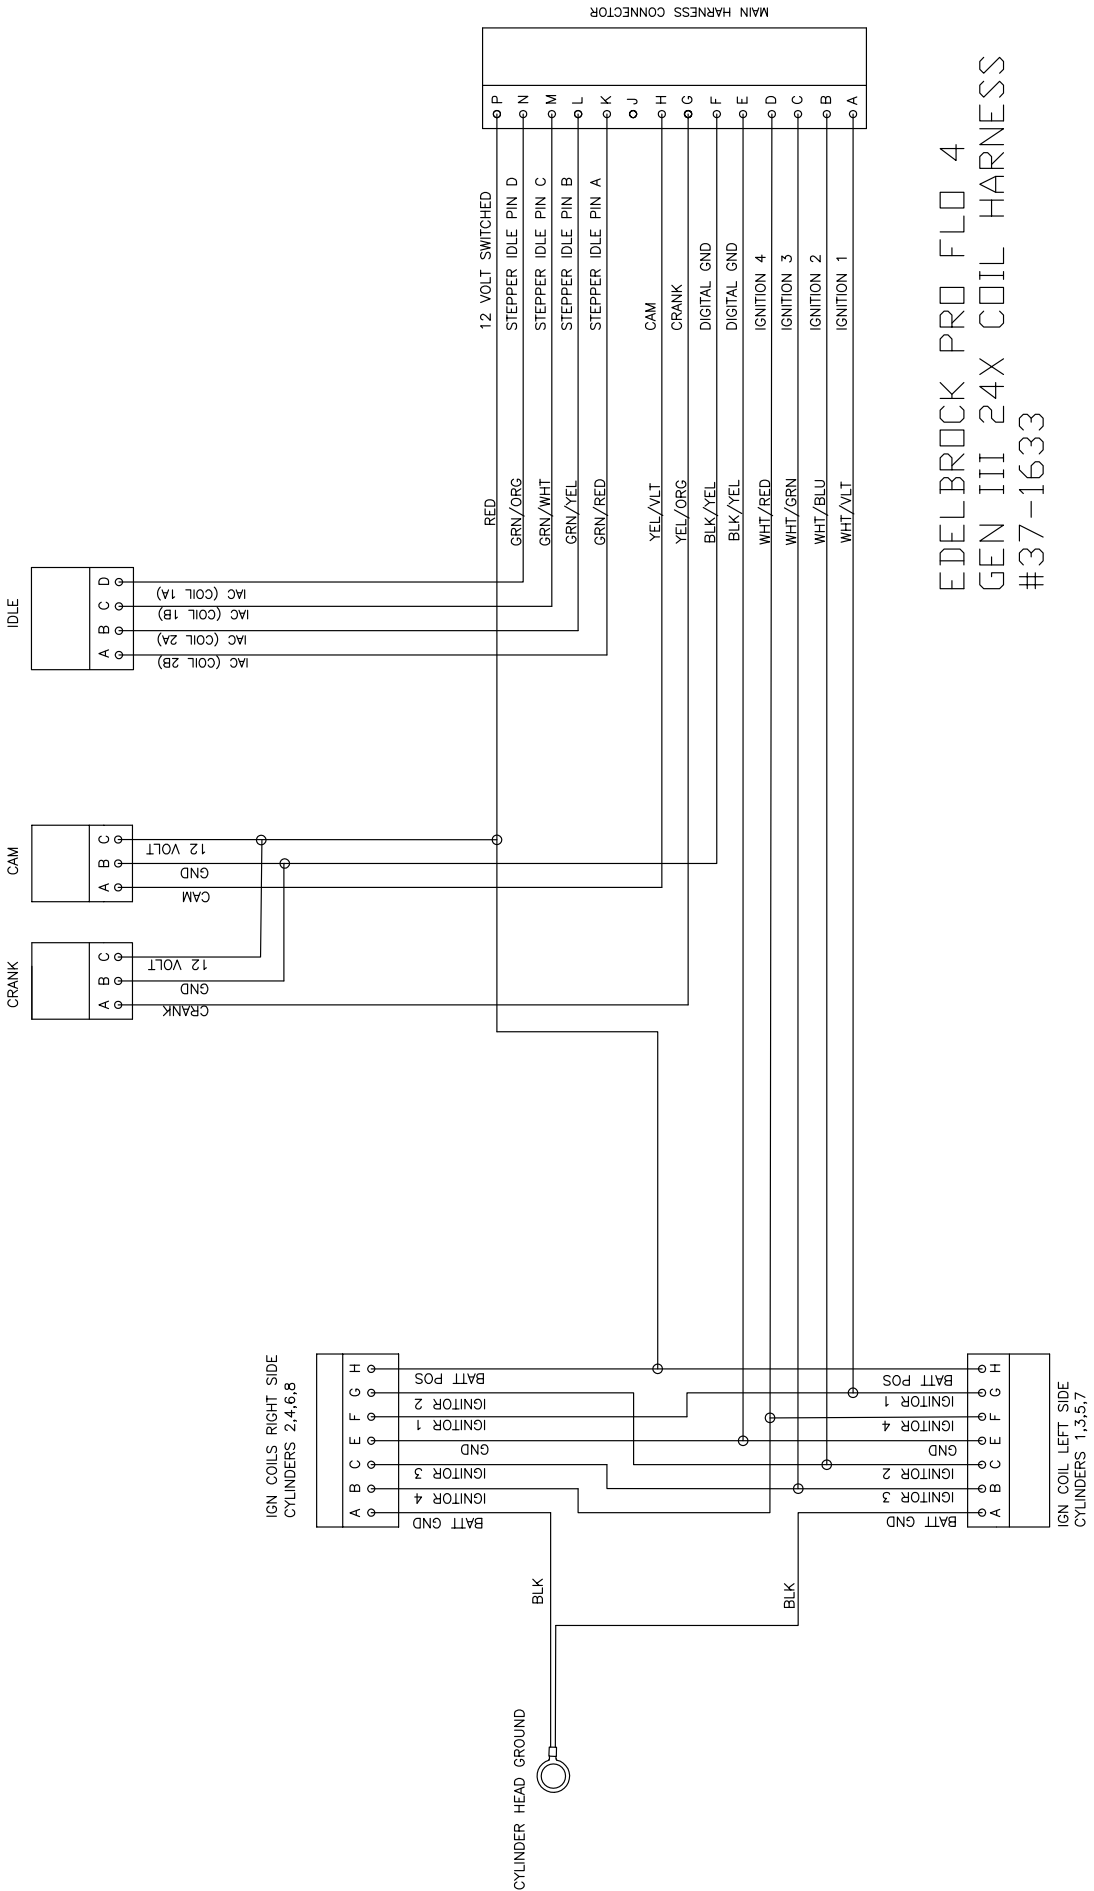 MAIN HARNESS CONNECTOR
P
N
M
L
K
J
H
G
F
E
D
C
B
A
12 VOLT SWITCHED
STEPPER IDLE PIN D
STEPPER IDLE PIN C
STEPPER IDLE PIN B
STEPPER IDLE PIN A
CAM
CRANK
DIGITAL GND
DIGITAL GND
IGNITION 4
IGNITION 3
IGNITION 2
IGNITION 1
RED
GRN/ORG
GRN/WHT
GRN/YEL
GRN/RED
YEL/VLT
YEL/ORG
BLK/YEL
BLK/YEL
WHT/RED
WHT/GRN
WHT/BLU
WHT/VLT
EDELBROCK PRO FLO 4
GEN III 24X COIL HARNESS
#37-1633
IDLE
D
C
B
A
IAC (COIL 1A)
IAC (COIL 1B)
IAC (COIL 2A)
IAC (COIL 2B)
CAM
C
B
A
12 VOLT
GND
CAM
CRANK
C
B
A
12 VOLT
GND
CRANK
IGN COILS RIGHT SIDE
CYLINDERS 2,4,6,8
H
G
F
E
C
B
A
BATT POS
IGNITOR 2
IGNITOR 1
GND
IGNITOR 3
IGNITOR 4
BATT GND
BATT POS
IGNITOR 1
IGNITOR 4
GND
IGNITOR 2
IGNITOR 3
BATT GND
H
G
F
E
C
B
A
IGN COIL LEFT SIDE
CYLINDERS 1,3,5,7
BLK
BLK
CYLINDER HEAD GROUND